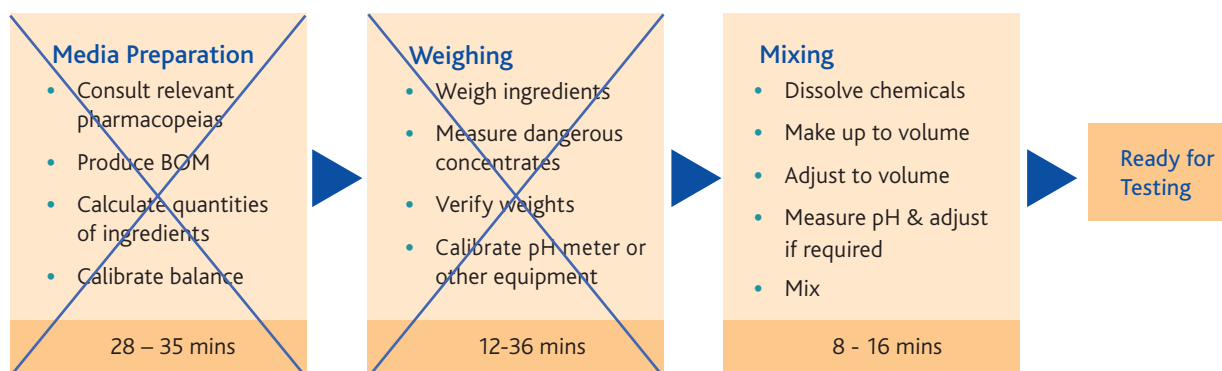 Media Preparation
• Consult relevant
pharmacopeias
• Produce BOM
• Calculate quantities
of ingredients
• Calibrate balance
28 – 35 mins
Weighing
• Weigh ingredients
• Measure dangerous
concentrates
• Verify weights
• Calibrate pH meter or
other equipment
12-36 mins
Mixing
• Dissolve chemicals
• Make up to volume
• Adjust to volume
• Measure pH & adjust
if required
• Mix
8 - 16 mins
Ready for
Testing